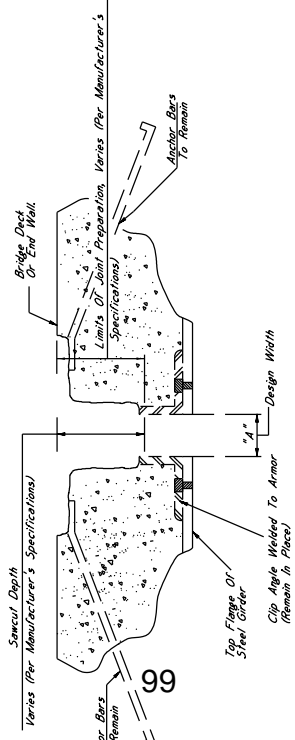 Sawcut Depth
Varies (Per Manufacturer's Specifications)
Bridge Deck
Or End Wall.
Limits Of Joint Preparation, Varies (Per Manufacturer's
Specifications)
Anchor Bars
To Remain
Bars
Remain
99
Top Flange Of
Steel Girder
Clip Angle Welded To Armor
(Remain In Place)
"A"
Design Width